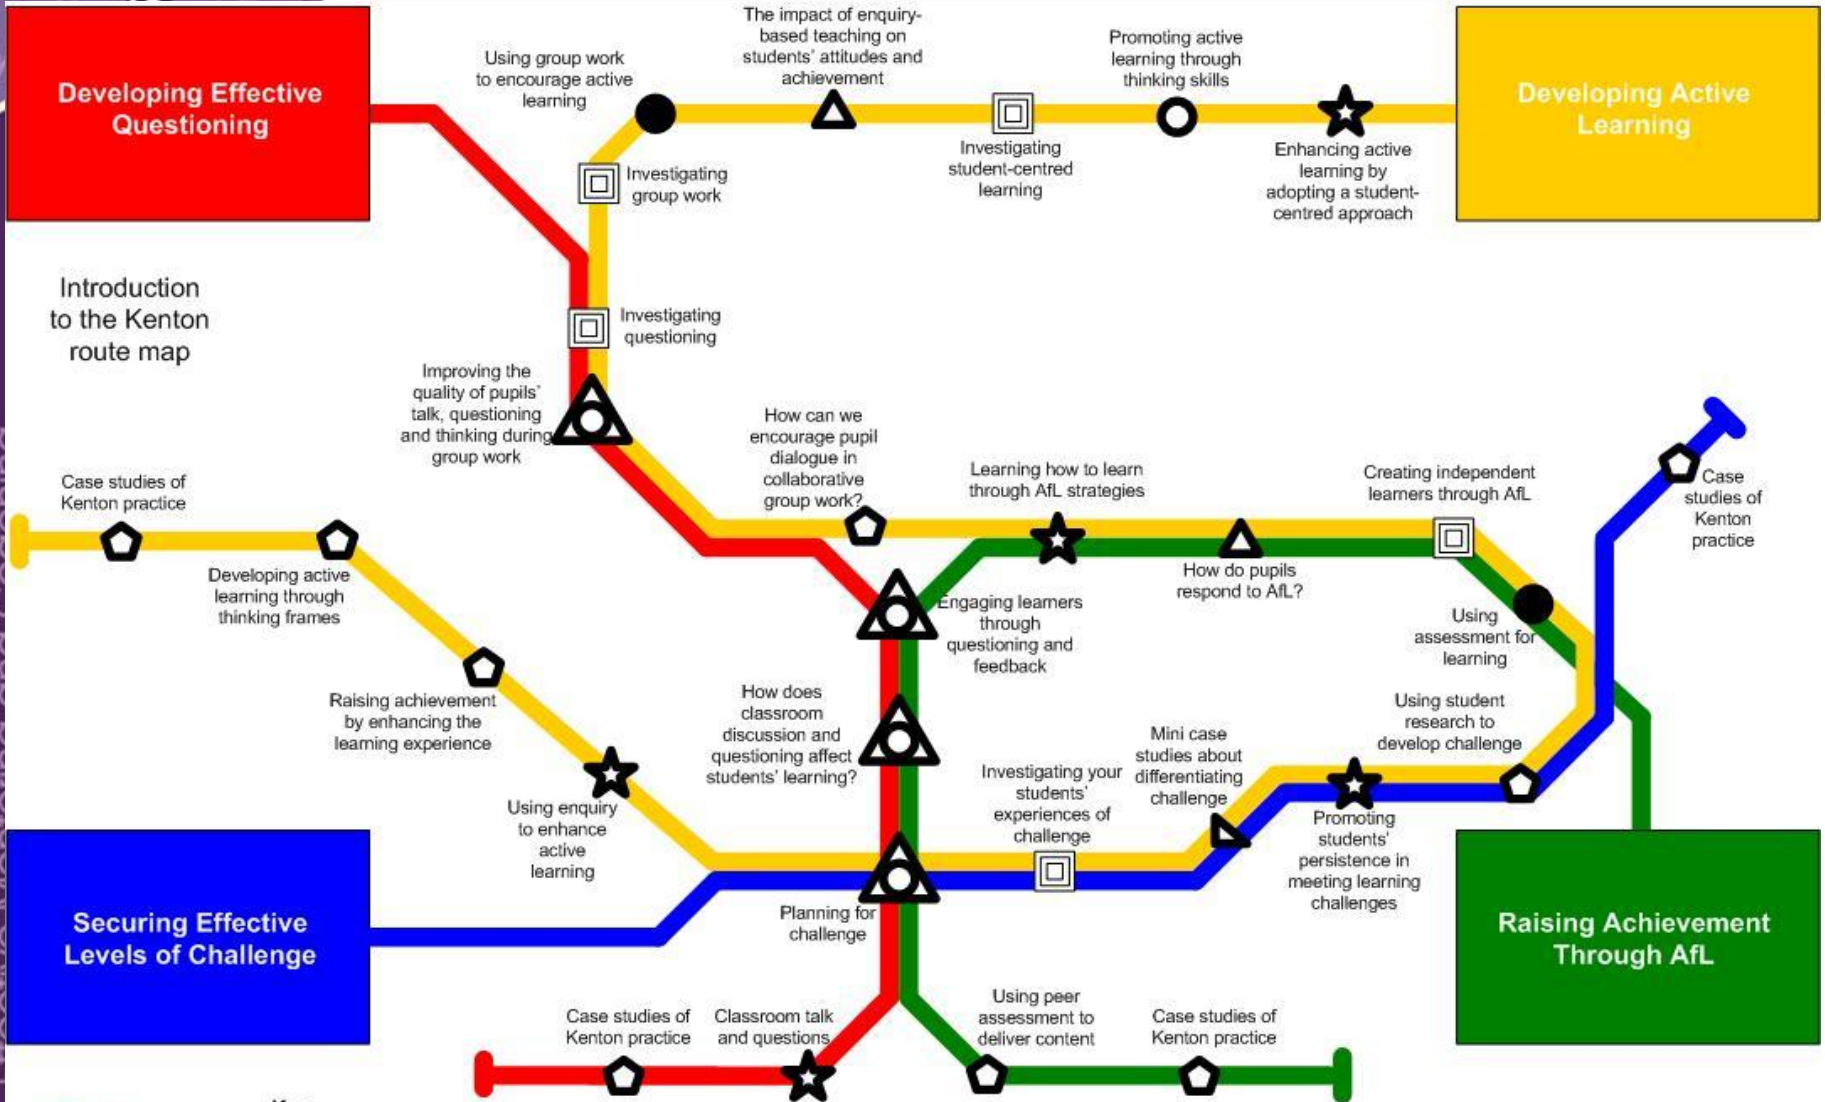 Developing Effective
Questioning
Using group work
to encourage active
learning
The impact of enquiry-
based teaching on
students' attitudes and
achievement
Promoting active
learning through
thinking skills
Developing Active
Learning
Investigating
group work
Investigating
student-centred
learning
Enhancing active
learning by
adopting a student-
centred approach
Introduction
to the Kenton
route map
Investigating
questioning
Improving the
quality of pupils'
talk, questioning
and thinking during
group work
How can we
encourage pupil
dialogue in
collaborative
group work?
Learning how to learn
through AfL strategies
Creating independent
learners through AfL
Case
studies of
Kenton
practice
Case studies of
Kenton practice
Developing active
learning through
thinking frames
How do pupils
respond to AfL?
Engaging learners
through
questioning and
feedback
Using
assessment for
learning
Raising achievement
by enhancing the
learning experience
How does
classroom
discussion and
questioning affect
students' learning?
Mini case
studies about
differentiating
challenge
Using student
research to
develop challenge
Investigating your
students'
experiences of
challenge
Using enquiry
to enhance
active
learning
Promoting
students'
persistence in
meeting learning
challenges
Securing Effective
Levels of Challenge
Planning for
challenge
Raising Achievement
Through AfL
Case studies of
Kenton practice
Classroom talk
and questions
Using peer
assessment to
deliver content
Case studies of
Kenton practice